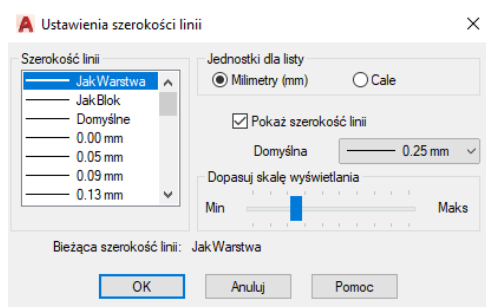 Ustawienia szerokości linii
Szerokość linii
JakWarstwa
JakBlok
Domyślne
0.00 mm
0.05 mm
0.09 mm
0.13 mm
Jednostki dla listy
Milimetry (mm) Cale
Pokaż szerokość linii
Domyślna 0.25 mm
Dopasuj skalę wyświetlania
Min Maks
Bieżąca szerokość linii: JakWarstwa
OK Anuluj Pomoc